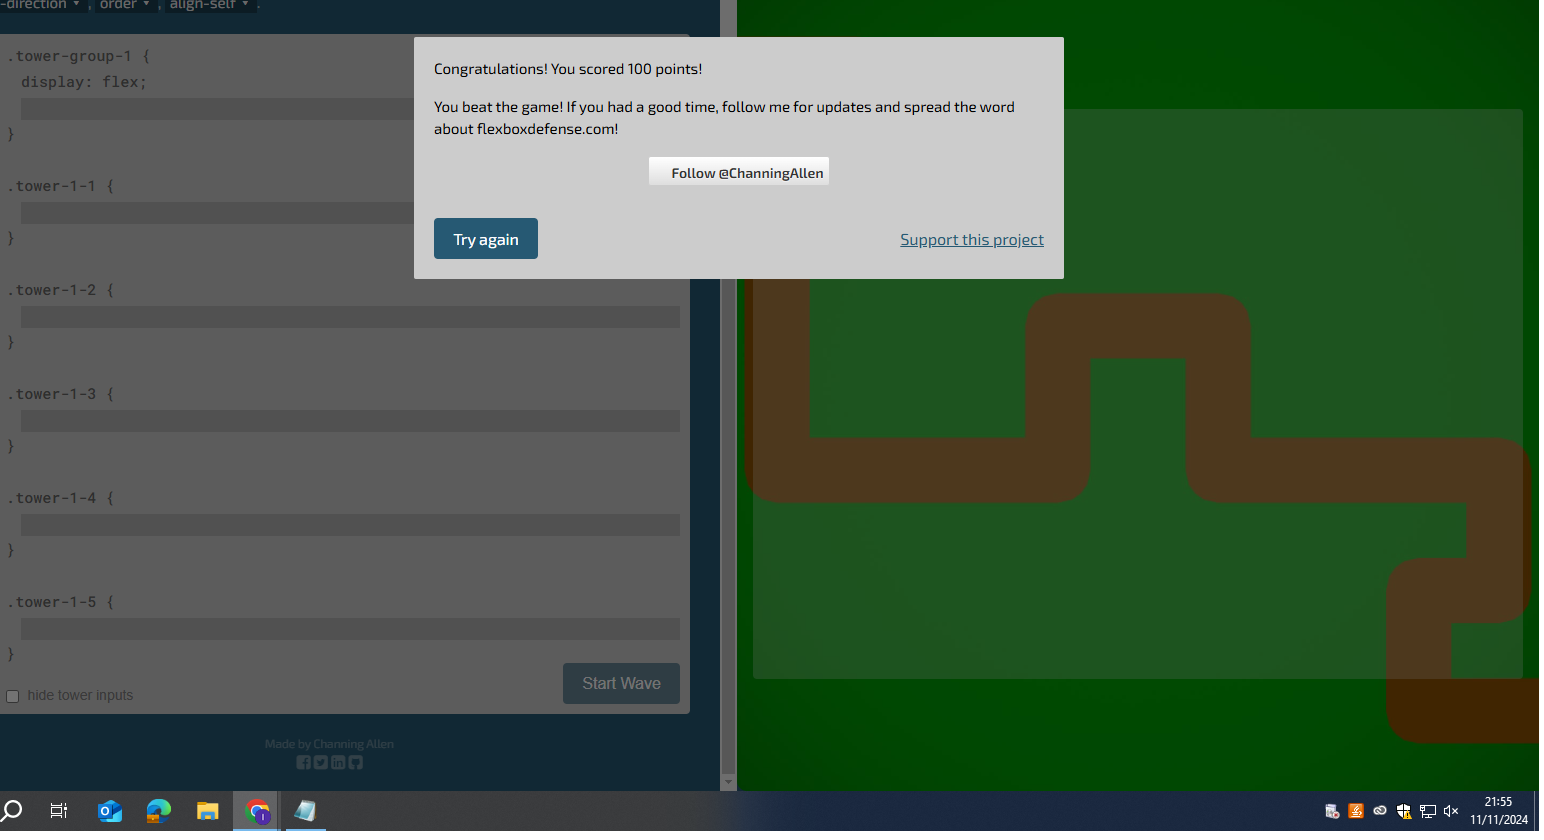 -direction ▾ , order ▾ , align-self ▾ .
.tower-group-1 {
display: flex;
}
.tower-1-1 {
}
.tower-1-2 {
}
.tower-1-3 {
}
.tower-1-4 {
}
.tower-1-5 {
}
hide tower inputs
Start Wave
Made by Channing Allen
Congratulations! You scored 100 points!
You beat the game! If you had a good time, follow me for updates and spread the word
about flexboxdefense.com!
Follow @ChanningAllen
Try again
Support this project
21:55
11/11/2024